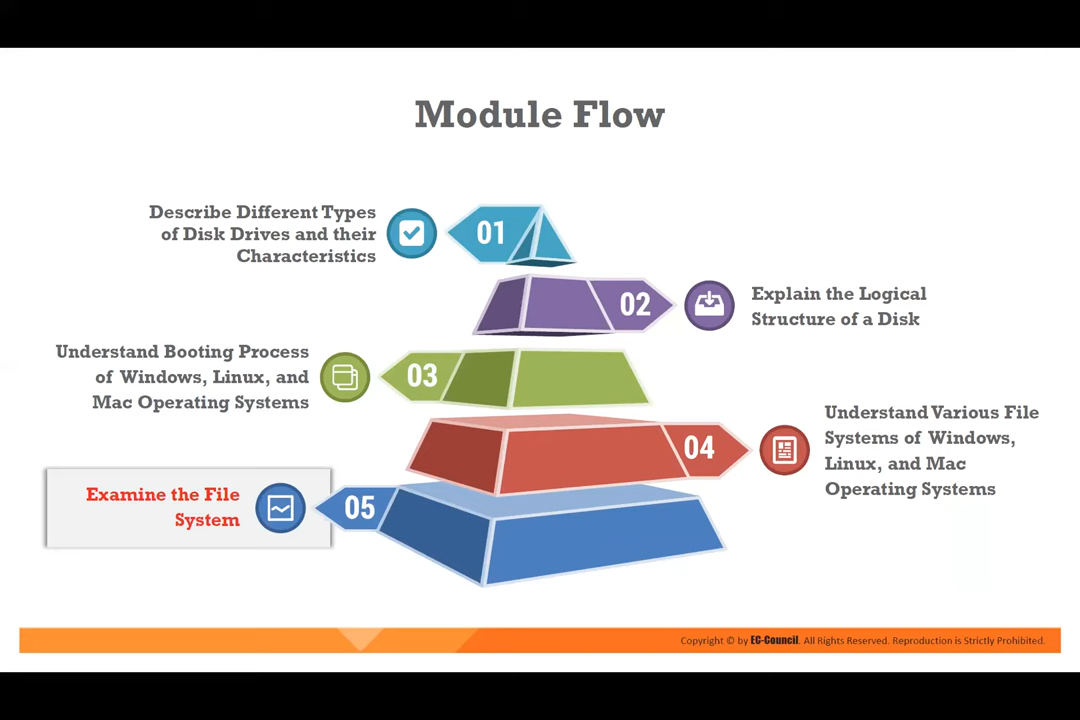 Module Flow
Describe Different Types
of Disk Drives and their
Characteristics
01
02
Explain the Logical
Structure of a Disk
Understand Booting Process
of Windows, Linux, and
Mac Operating Systems
03
04
Understand Various File
Systems of Windows,
Linux, and Mac
Operating Systems
Examine the File
System
05
Copyright © by EC-Council. All Rights Reserved. Reproduction is Strictly Prohibited.